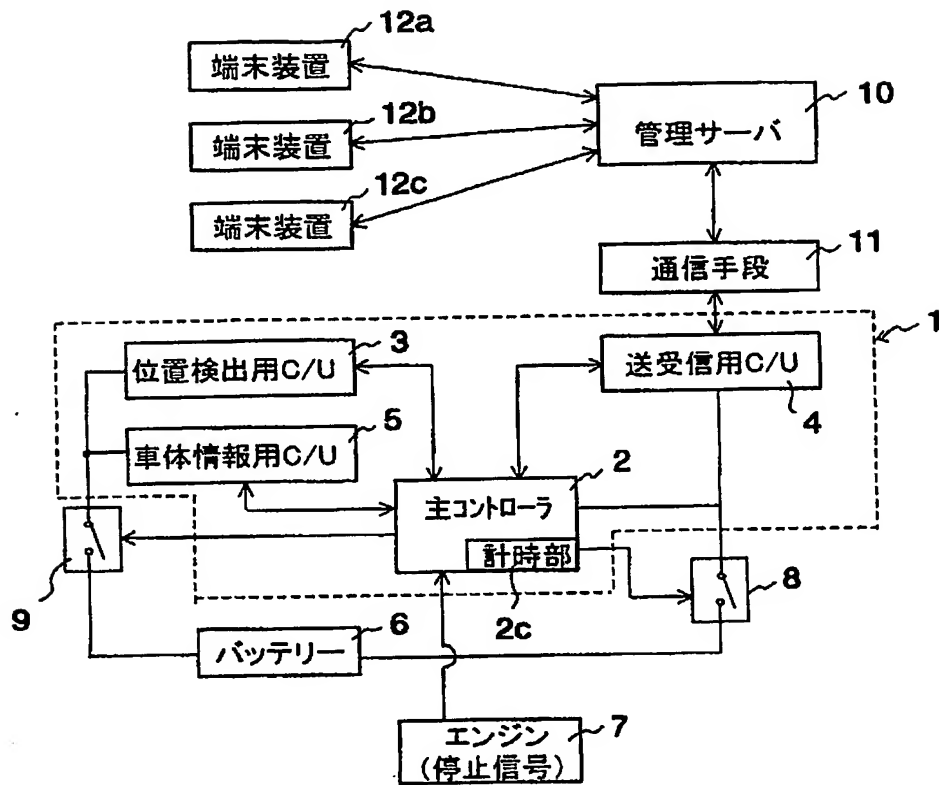 12a
端末装置
12b
端末装置
12c
端末装置
10
管理サーバ
11
通信手段
1
3
位置検出用C/U
送受信用C/U
4
5
車体情報用C/U
2
主コントローラ
計時部
2c
9
8
6
バッテリー
7
エンジン
(停止信号)